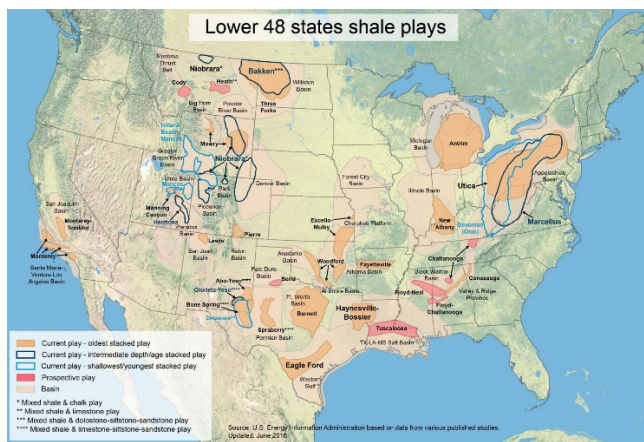 Lower 48 states shale plays
Montana
Thrust
Belt
Niobrara*
Bakken***
Heath**
Cody
Williston
Basin
Big Horn
Basin
Powder
River Basin
Three
Forks
Hilliard-
Baxter-
Mancos
Mowry
Greater
Green River
Basin
Niobrara*
Michigan
Basin
Antrim
Uinta Basin
Mancos
Park
Basin
Denver Basin
Forest City
Basin
Illinois Basin
Utica
Appalachian
Basin
Manning
Canyon
Piceance
Basin
Hermosa
Paradox
Basin
Marcellus
Devonian
(Ohio)
San Joaquin
Basin
Monterey-
Temblor
Excello-
Mulky
Cherokee Platform
New
Albany
Monterey
Santa Maria-
Ventura-Los
Angeles Basin
Lewis
Pierre
San Juan
Basin
Raton
Basin
Anadarko
Basin
Woodford
Fayetteville
Arkoma Basin
Chattanooga
Black Warrior
Basin
Conasauga
Valley & Ridge
Province
Palo Duro
Basin
Abo-Yeso****
Glorieta-Yeso****
Bend
Ardmore Basin
Floyd-Neal
Floyd-
Chattanooga
Bone Spring****
Delaware****
Ft. Worth
Basin
Barnett
Haynesville-
Bossier
Spraberry****
Permian Basin
Tuscaloosa
TX-LA-MS Salt Basin
Eagle Ford
Western Gulf
Current play - oldest stacked play
Current play - intermediate depth/age stacked play
Current play - shallowest/youngest stacked play
Prospective play
Basin
* Mixed shale & chalk play
** Mixed shale & limestone play
*** Mixed shale & dolostone-siltstone-sandstone play
**** Mixed shale & limestone-siltstone-sandstone play
Source: U.S. Energy Information Administration based on data from various published studies.
Updated: June 2016